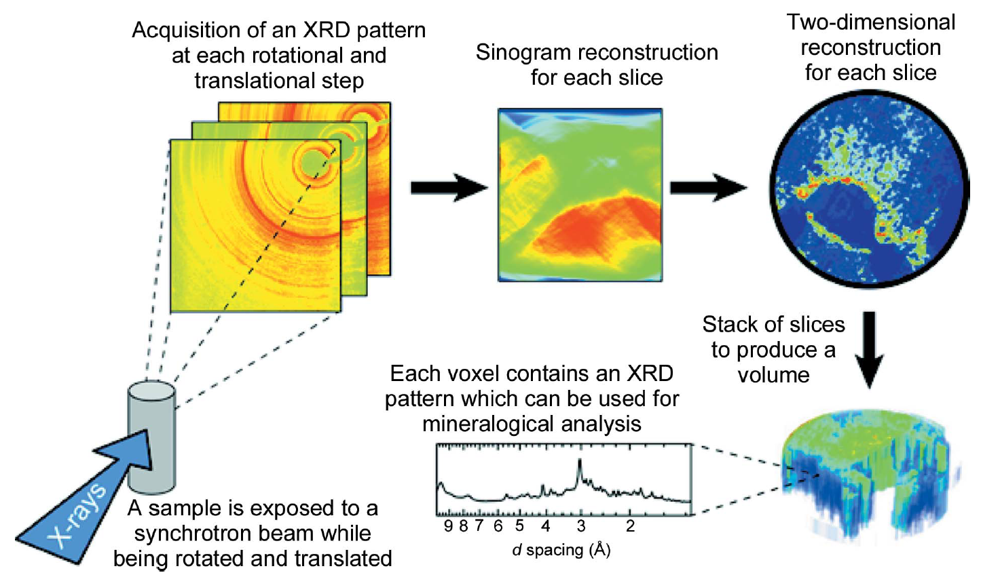 Acquisition of an XRD pattern
at each rotational and
translational step
Sinogram reconstruction
for each slice
Two-dimensional
reconstruction
for each slice
Stack of slices
to produce a
volume
Each voxel contains an XRD
pattern which can be used for
mineralogical analysis
9 8 7 6 5 4 3 2
d spacing (Å)
X-rays
A sample is exposed to a
synchrotron beam while
being rotated and translated